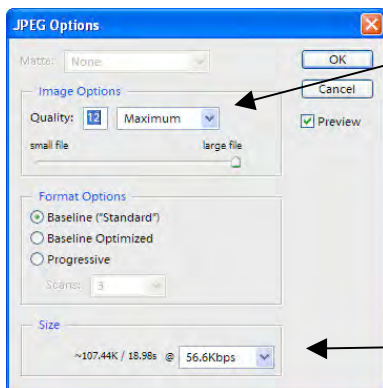 JPEG Options
Matte: None
OK
Image Options
Cancel
Quality: 12 Maximum
Preview
small file large file
Format Options
Baseline ("Standard")
Baseline Optimized
Progressive
Scans: 3
Size
~107.44K / 18.98s @ 56.6Kbps